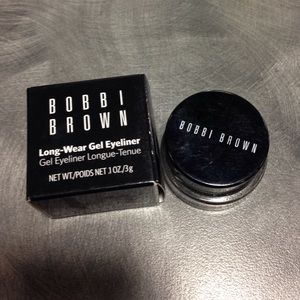 BOBBI
BROWN
Long-Wear Gel Eyeliner
Gel Eyeliner Longue-Tenue
NET WT./POIDS NET .1 OZ./3g
BOBBI BROWN